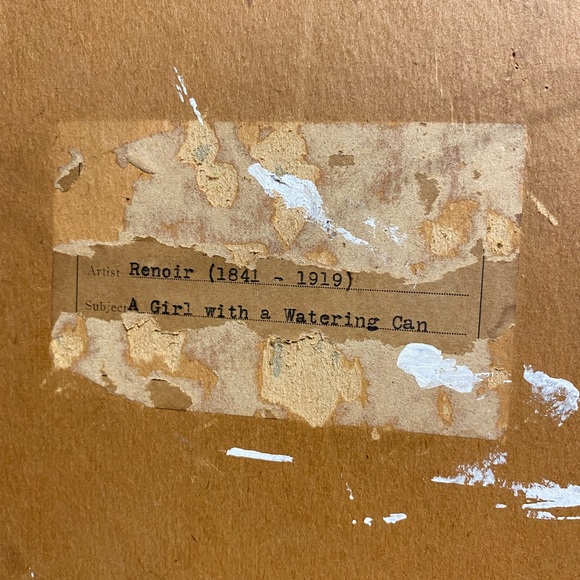 Artist Renoir (1841 - 1919)
Subject A Girl with a Watering Can